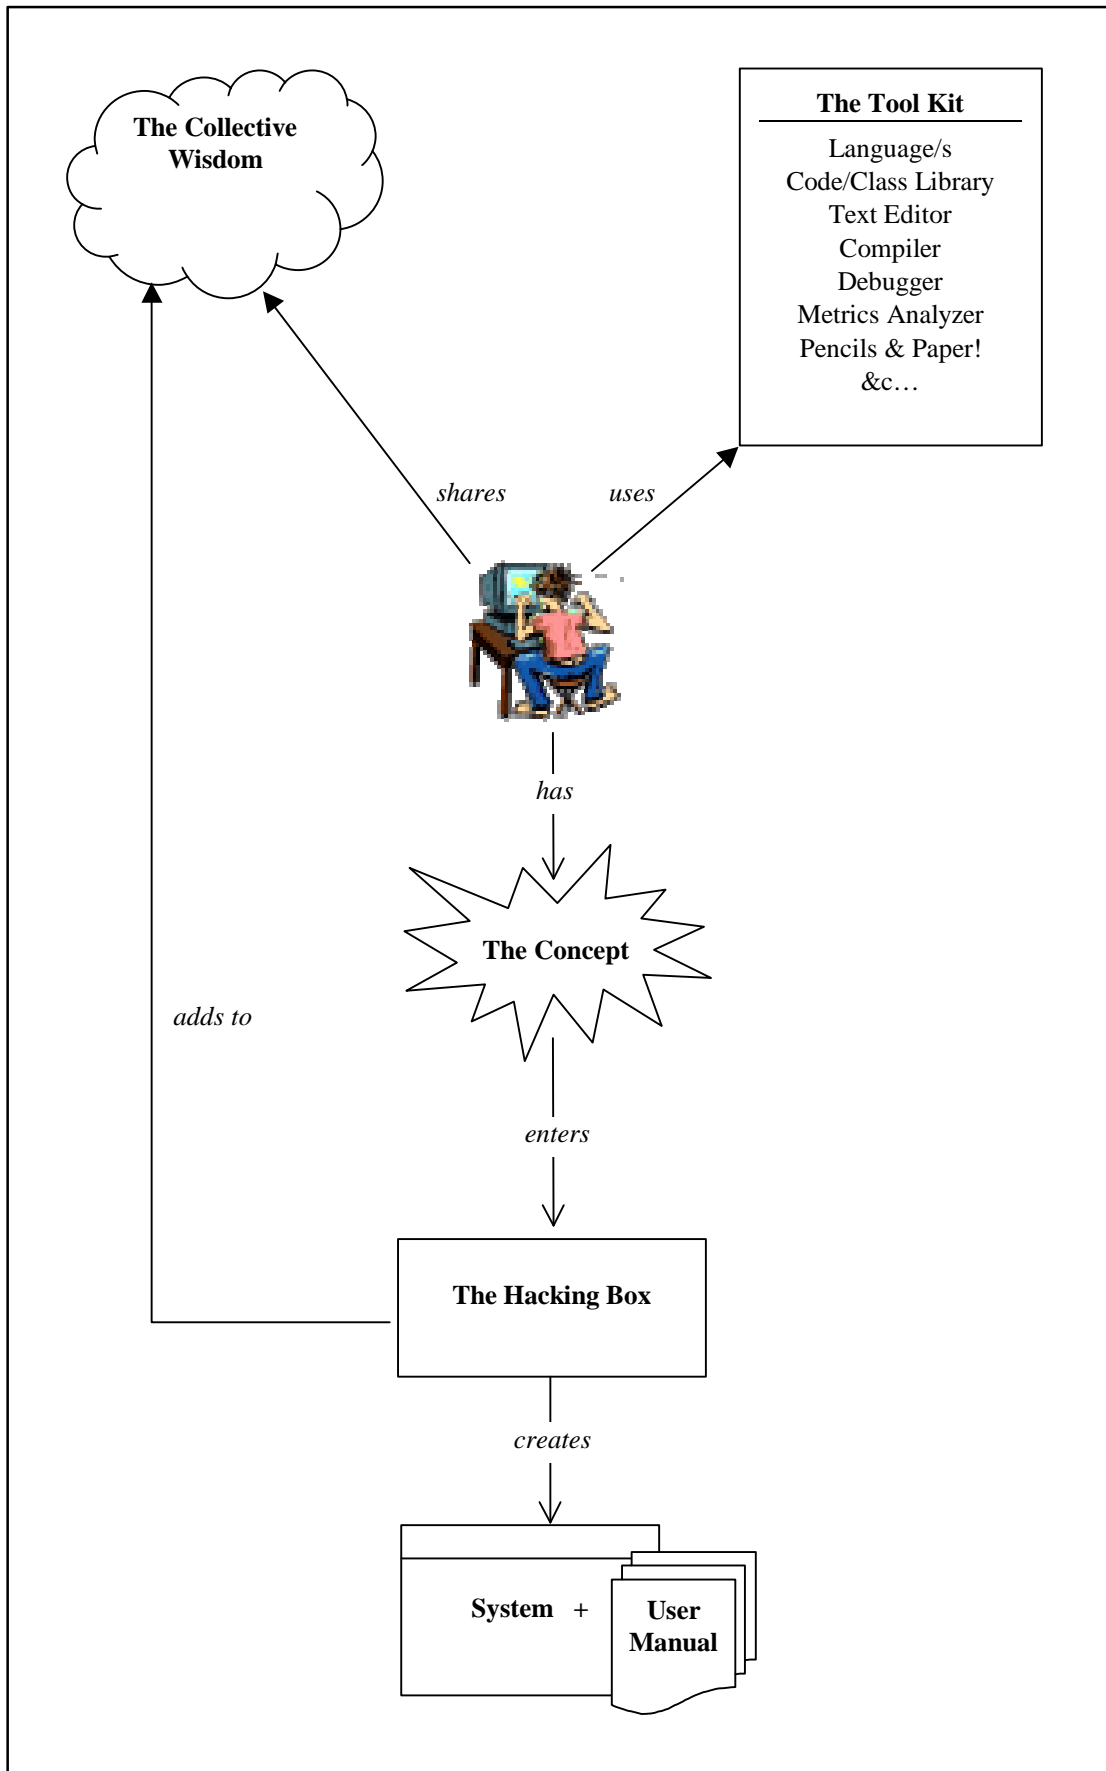 The Collective
Wisdom
The Tool Kit
Language/s
Code/Class Library
Text Editor
Compiler
Debugger
Metrics Analyzer
Pencils & Paper!
&c…
shares
uses
has
The Concept
adds to
enters
The Hacking Box
creates
System +
User
Manual